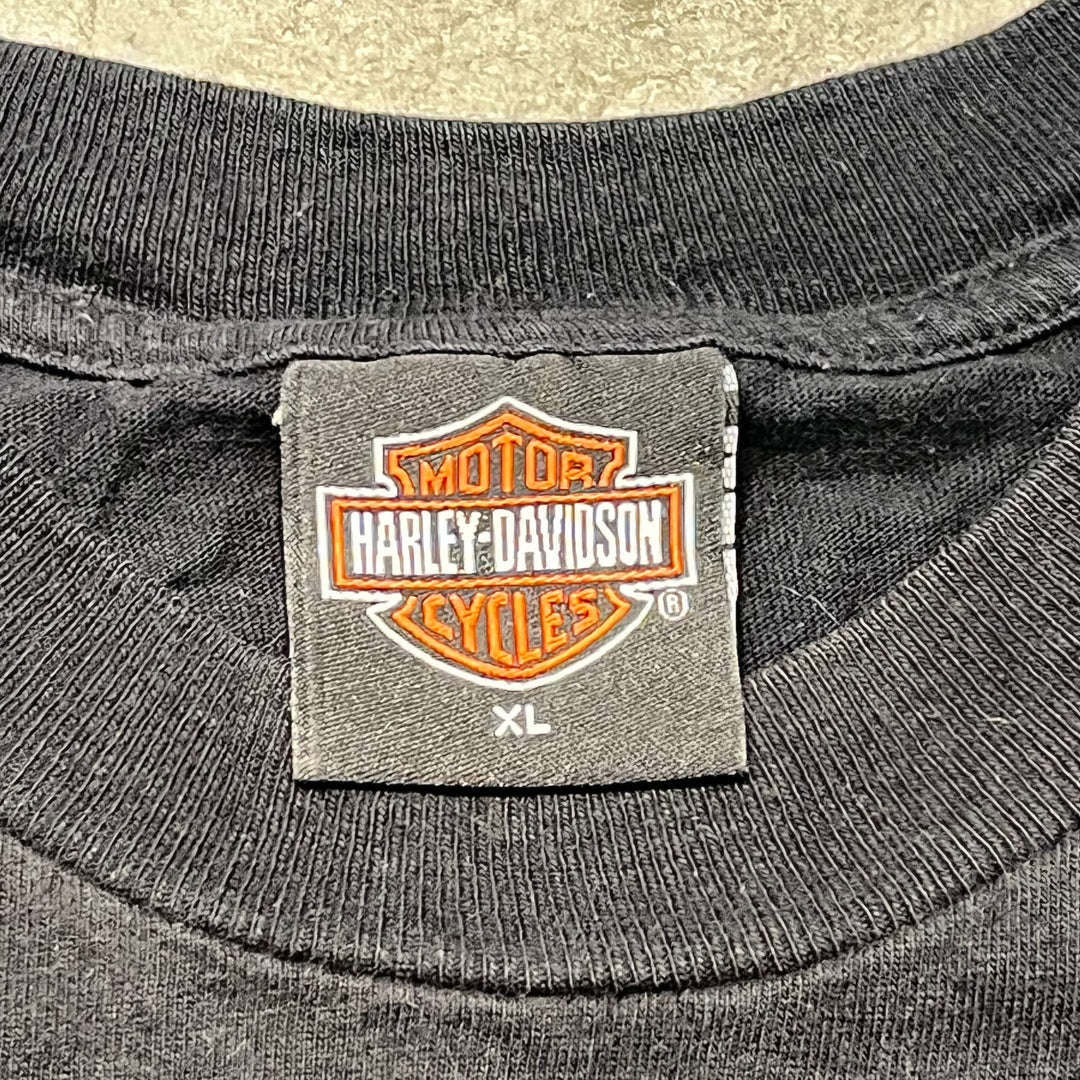 MOTOR
HARLEY-DAVIDSON
CYCLES
®
XL